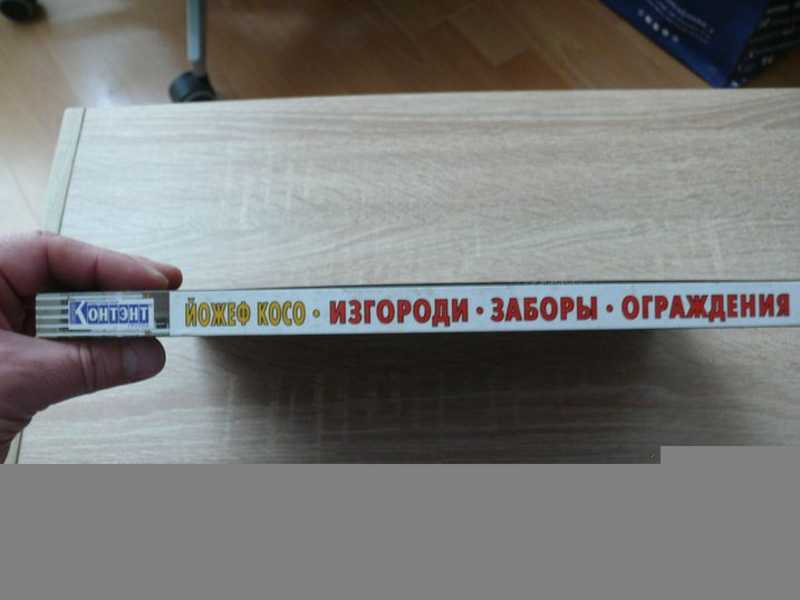 Контэнт
ЙОЖЕФ КОСО · ИЗГОРОДИ · ЗАБОРЫ · ОГРАЖДЕНИЯ